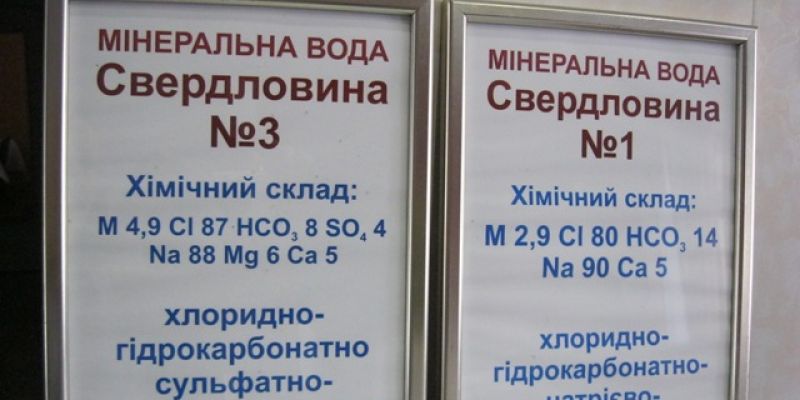 МІНЕРАЛЬНА ВОДА
Свердловина
№3
Хімічний склад:
М 4,9 Cl 87 HCO₃ 8 SO₄ 4
Na 88 Mg 6 Ca 5
хлоридно-
гідрокарбонатно
сульфатно-
МІНЕРАЛЬНА ВОДА
Свердловина
№1
Хімічний склад:
М 2,9 Cl 80 HCO₃ 14
Na 90 Ca 5
хлоридно-
гідрокарбонатно-
натрієво-